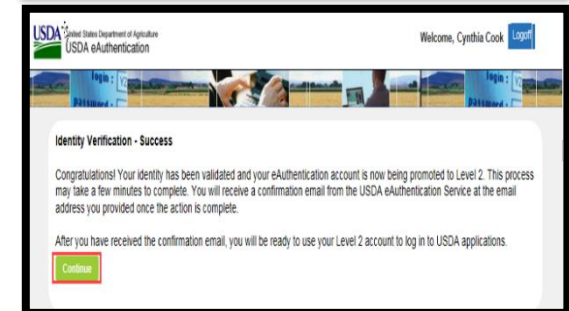 USDA United States Department of Agriculture
USDA eAuthentication
Welcome, Cynthia Cook Logoff
login :
password :
login :
password :
Identity Verification - Success
Congratulations! Your identity has been validated and your eAuthentication account is now being promoted to Level 2. This process
may take a few minutes to complete. You will receive a confirmation email from the USDA eAuthentication Service at the email
address you provided once the action is complete.
After you have received the confirmation email, you will be ready to use your Level 2 account to log in to USDA applications.
Continue